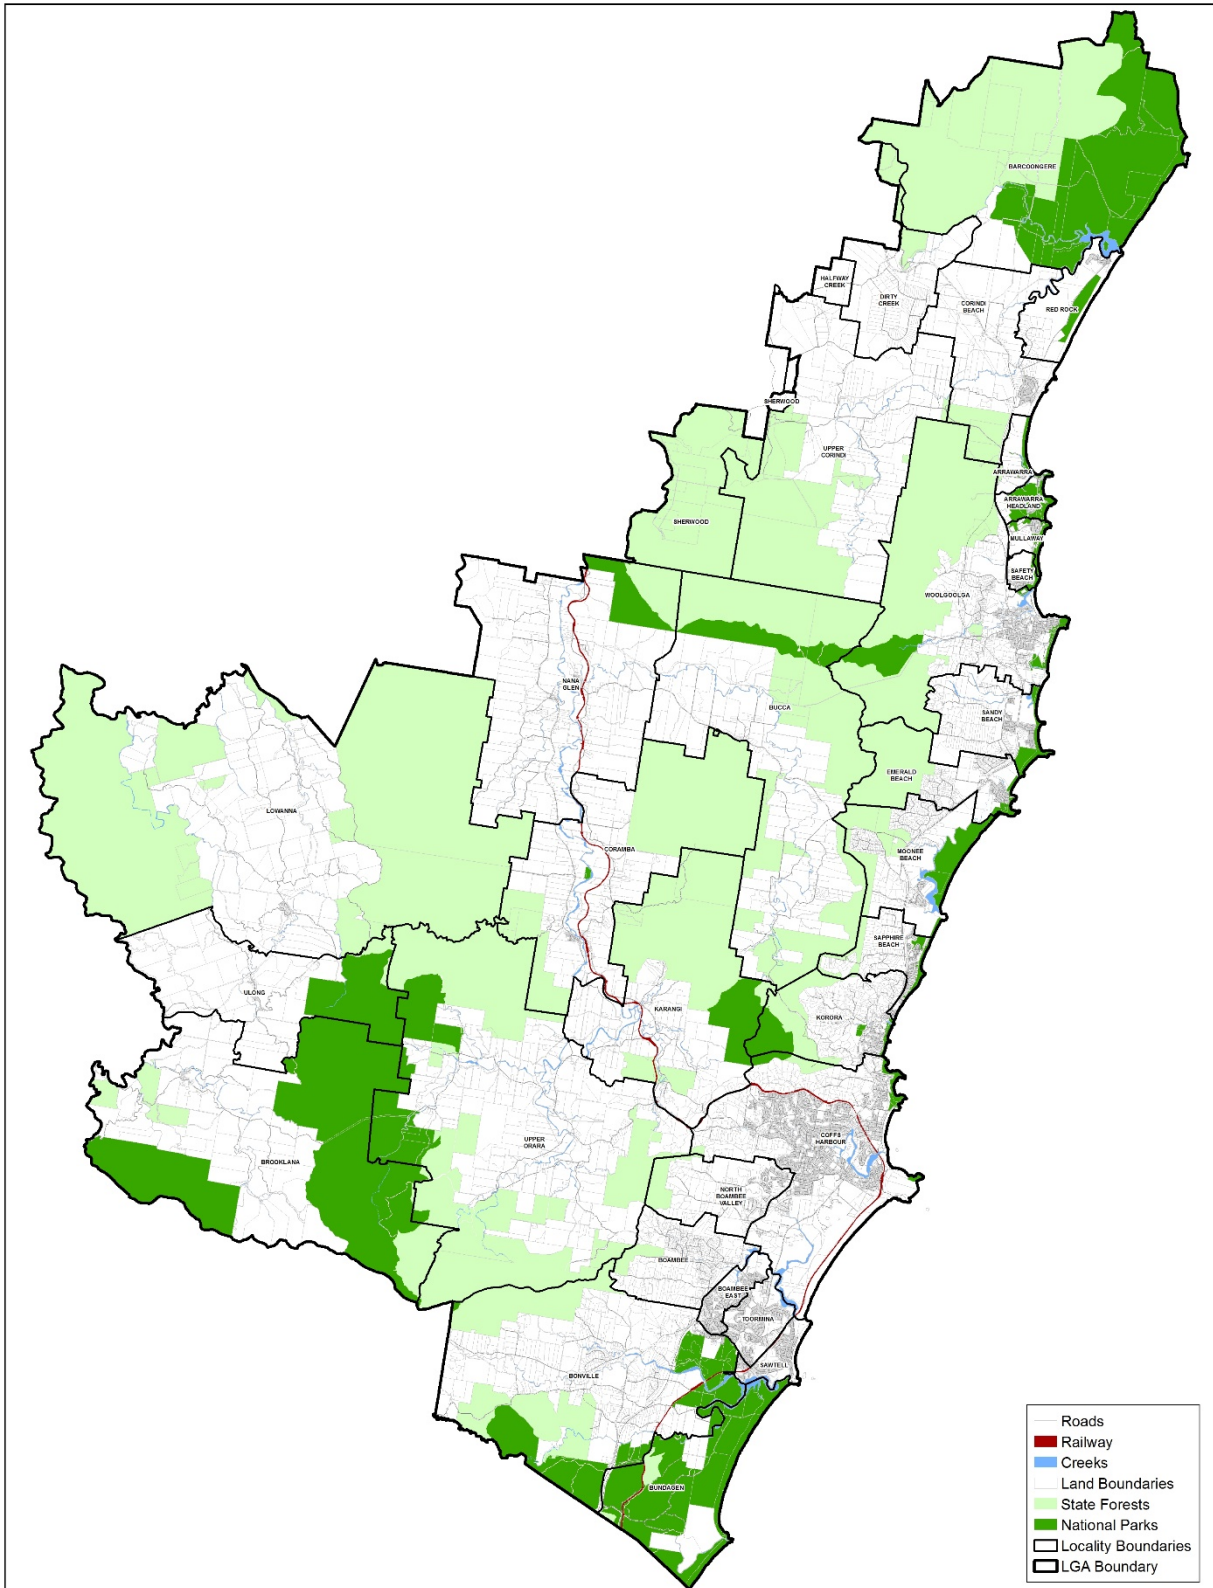 BARCOONGERE
HALFWAY
CREEK
DIRTY
CREEK
CORINDI
BEACH
RED ROCK
SHERWOOD
UPPER
CORINDI
ARRAWARRA
ARRAWARRA
HEADLAND
SHERWOOD
MULLAWAY
SAFETY
BEACH
WOOLGOOLGA
NANA
GLEN
BUCCA
SANDY
BEACH
EMERALD
BEACH
LOWANNA
CORAMBA
MOONEE
BEACH
SAPPHIRE
BEACH
ULONG
KARANGI
KORORA
UPPER
ORARA
COFFS
HARBOUR
BROOKLANA
NORTH
BOAMBEE
VALLEY
BOAMBEE
BOAMBEE
EAST
TOORMINA
SAWTELL
BONVILLE
BUNDAGEN
Roads
Railway
Creeks
Land Boundaries
State Forests
National Parks
Locality Boundaries
LGA Boundary